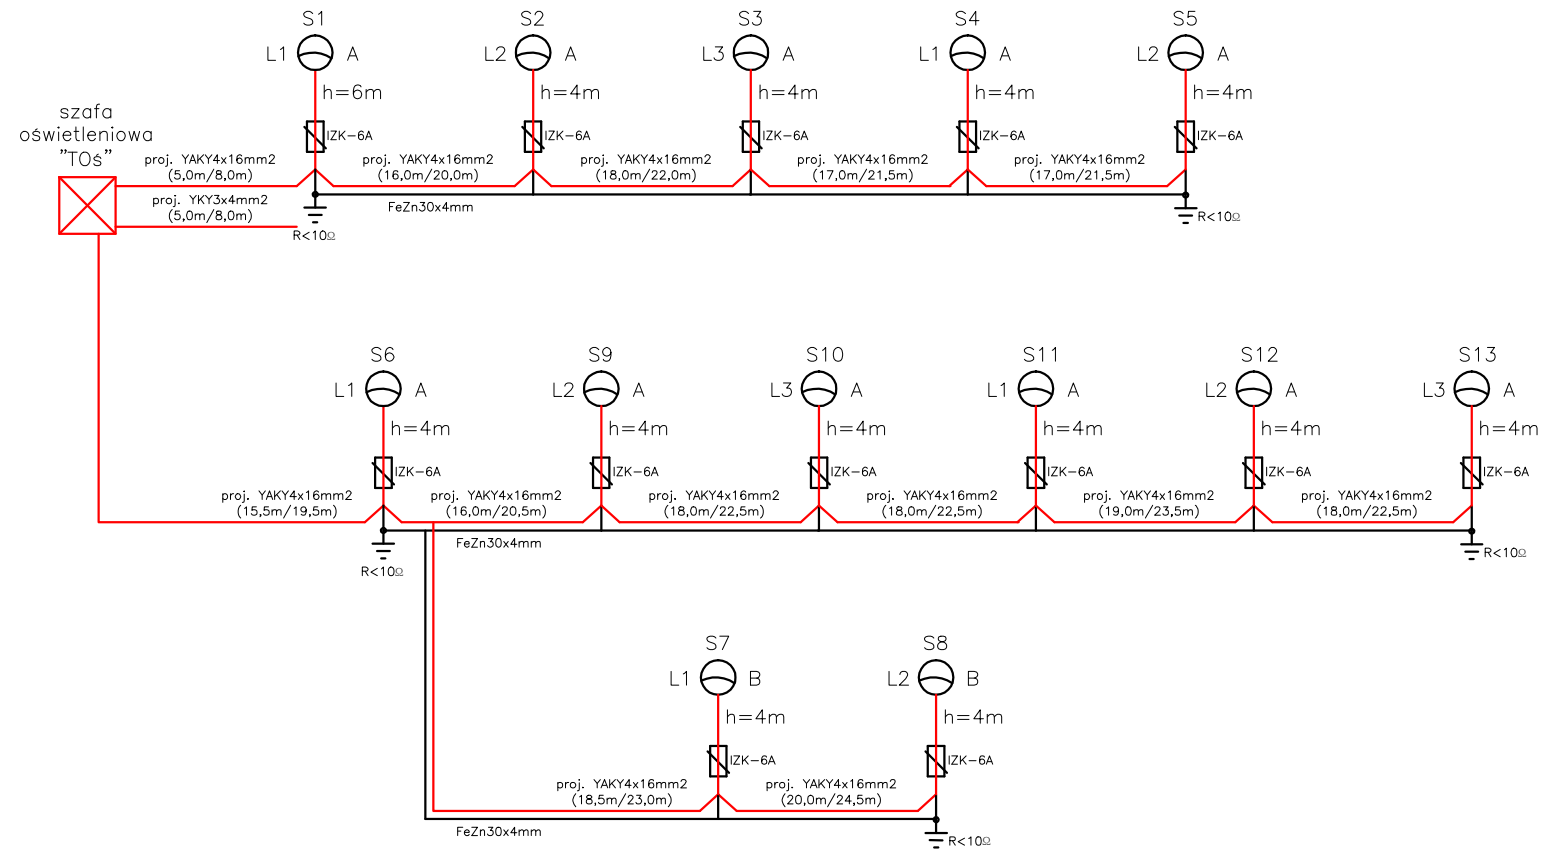 S1
S2
S3
S4
S5
L1 A
L2 A
L3 A
L1 A
L2 A
h=6m
h=4m
h=4m
h=4m
h=4m
szafa
oświetleniowa
"TOś"
IZK-6A
IZK-6A
IZK-6A
IZK-6A
IZK-6A
proj. YAKY4x16mm2
(5,0m/8,0m)
proj. YAKY4x16mm2
(16,0m/20,0m)
proj. YAKY4x16mm2
(18,0m/22,0m)
proj. YAKY4x16mm2
(17,0m/21,5m)
proj. YAKY4x16mm2
(17,0m/21,5m)
proj. YKY3x4mm2
(5,0m/8,0m)
FeZn30x4mm
R<10Ω
R<10Ω
S6
S9
S10
S11
S12
S13
L1 A
L2 A
L3 A
L1 A
L2 A
L3 A
h=4m
h=4m
h=4m
h=4m
h=4m
h=4m
IZK-6A
IZK-6A
IZK-6A
IZK-6A
IZK-6A
IZK-6A
proj. YAKY4x16mm2
(15,5m/19,5m)
proj. YAKY4x16mm2
(16,0m/20,5m)
proj. YAKY4x16mm2
(18,0m/22,5m)
proj. YAKY4x16mm2
(18,0m/22,5m)
proj. YAKY4x16mm2
(19,0m/23,5m)
proj. YAKY4x16mm2
(18,0m/22,5m)
FeZn30x4mm
R<10Ω
R<10Ω
S7
S8
L1 B
L2 B
h=4m
h=4m
IZK-6A
IZK-6A
proj. YAKY4x16mm2
(18,5m/23,0m)
proj. YAKY4x16mm2
(20,0m/24,5m)
FeZn30x4mm
R<10Ω